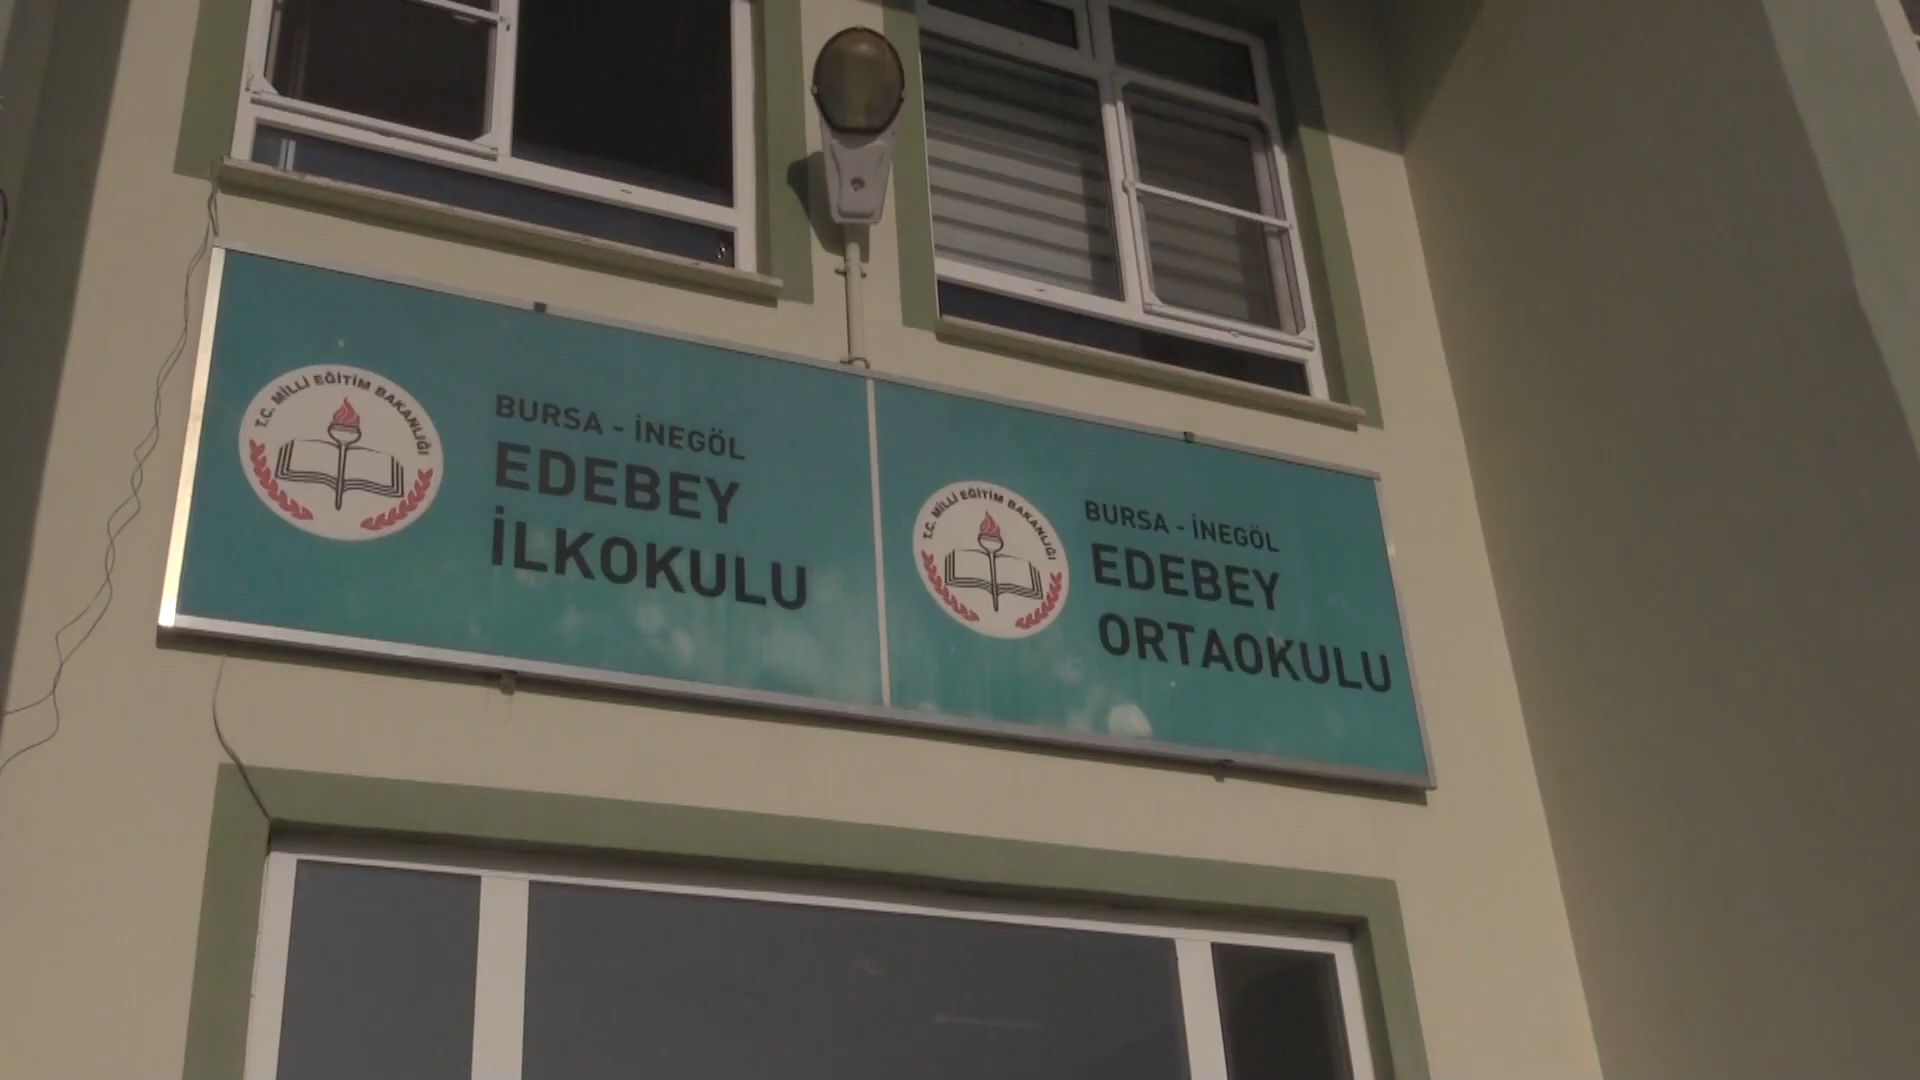 T.C. MİLLİ EĞİTİM BAKANLIĞI
BURSA - İNEGÖL
EDEBEY
İLKOKULU
T.C. MİLLİ EĞİTİM BAKANLIĞI
BURSA - İNEGÖL
EDEBEY
ORTAOKULU